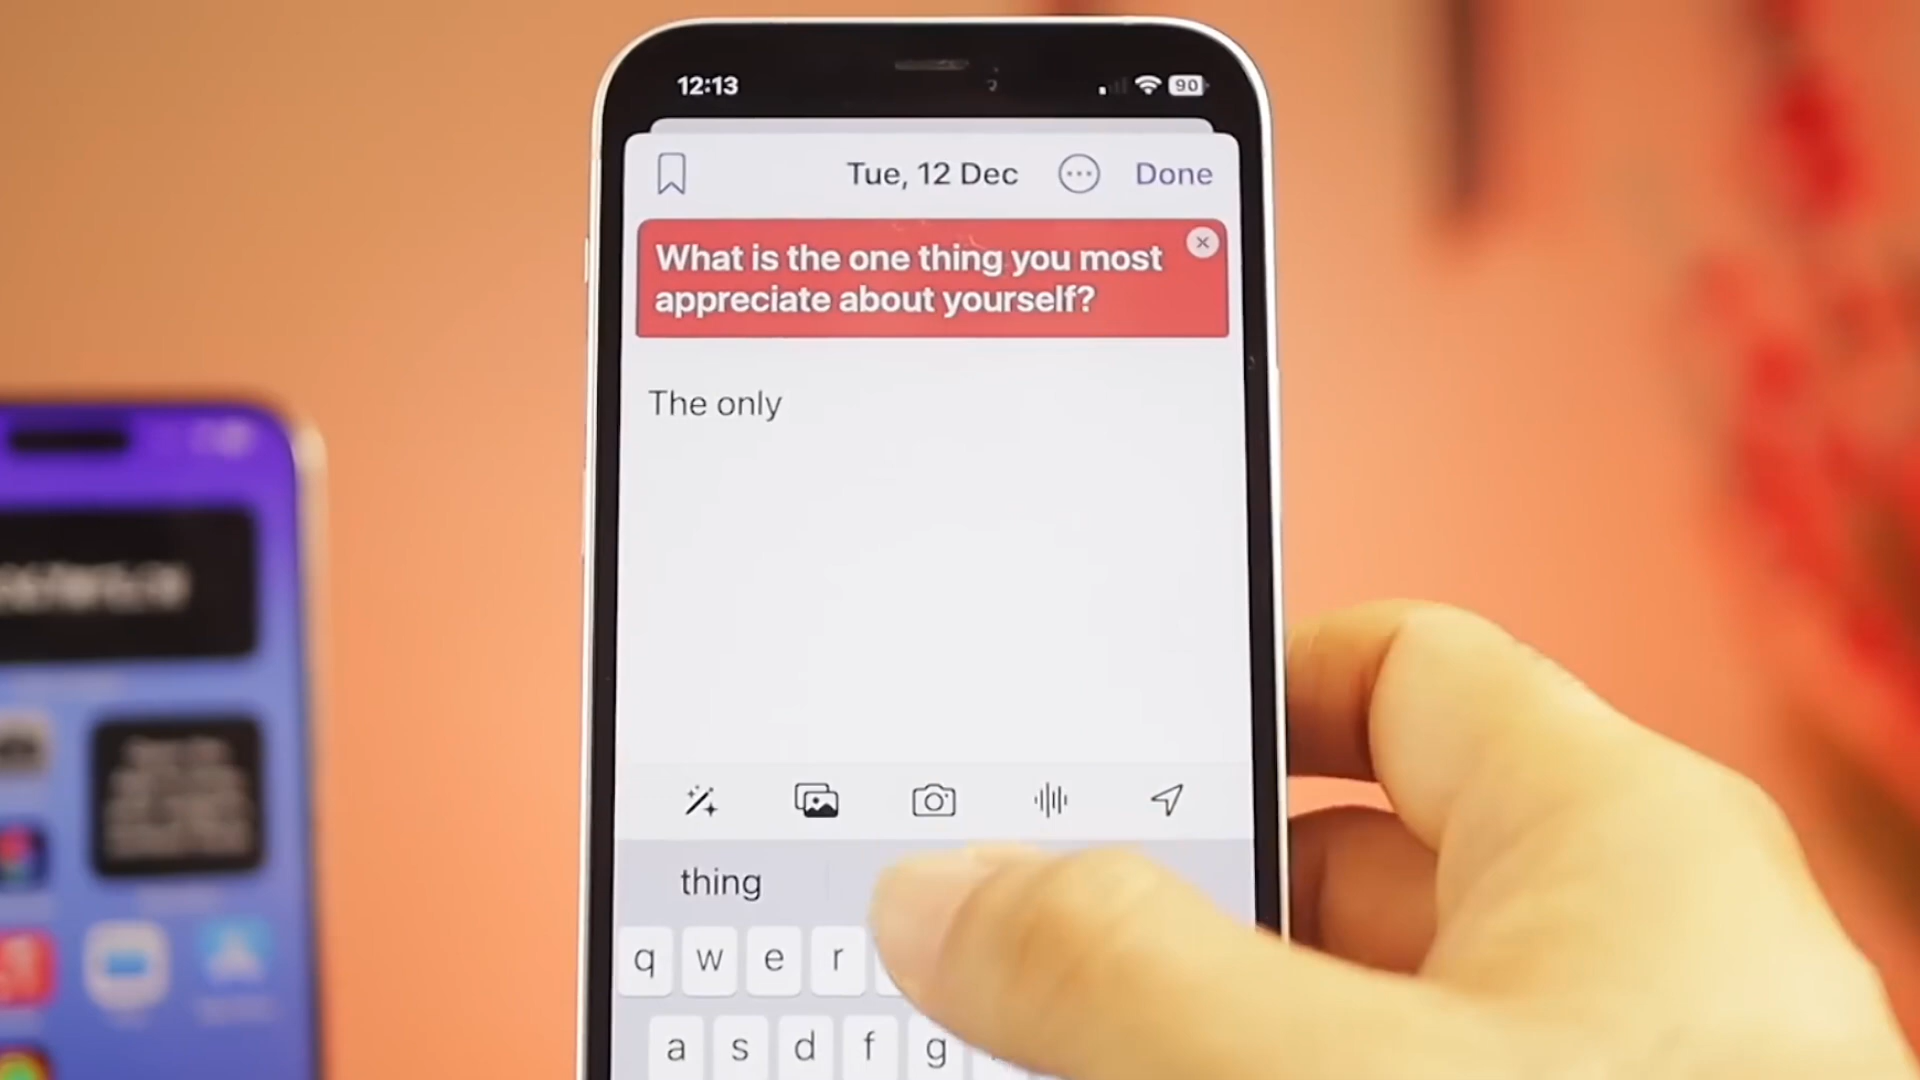 12:13
90
Tue, 12 Dec
Done
What is the one thing you most
appreciate about yourself?
The only
thing
q w e r
a s d f g